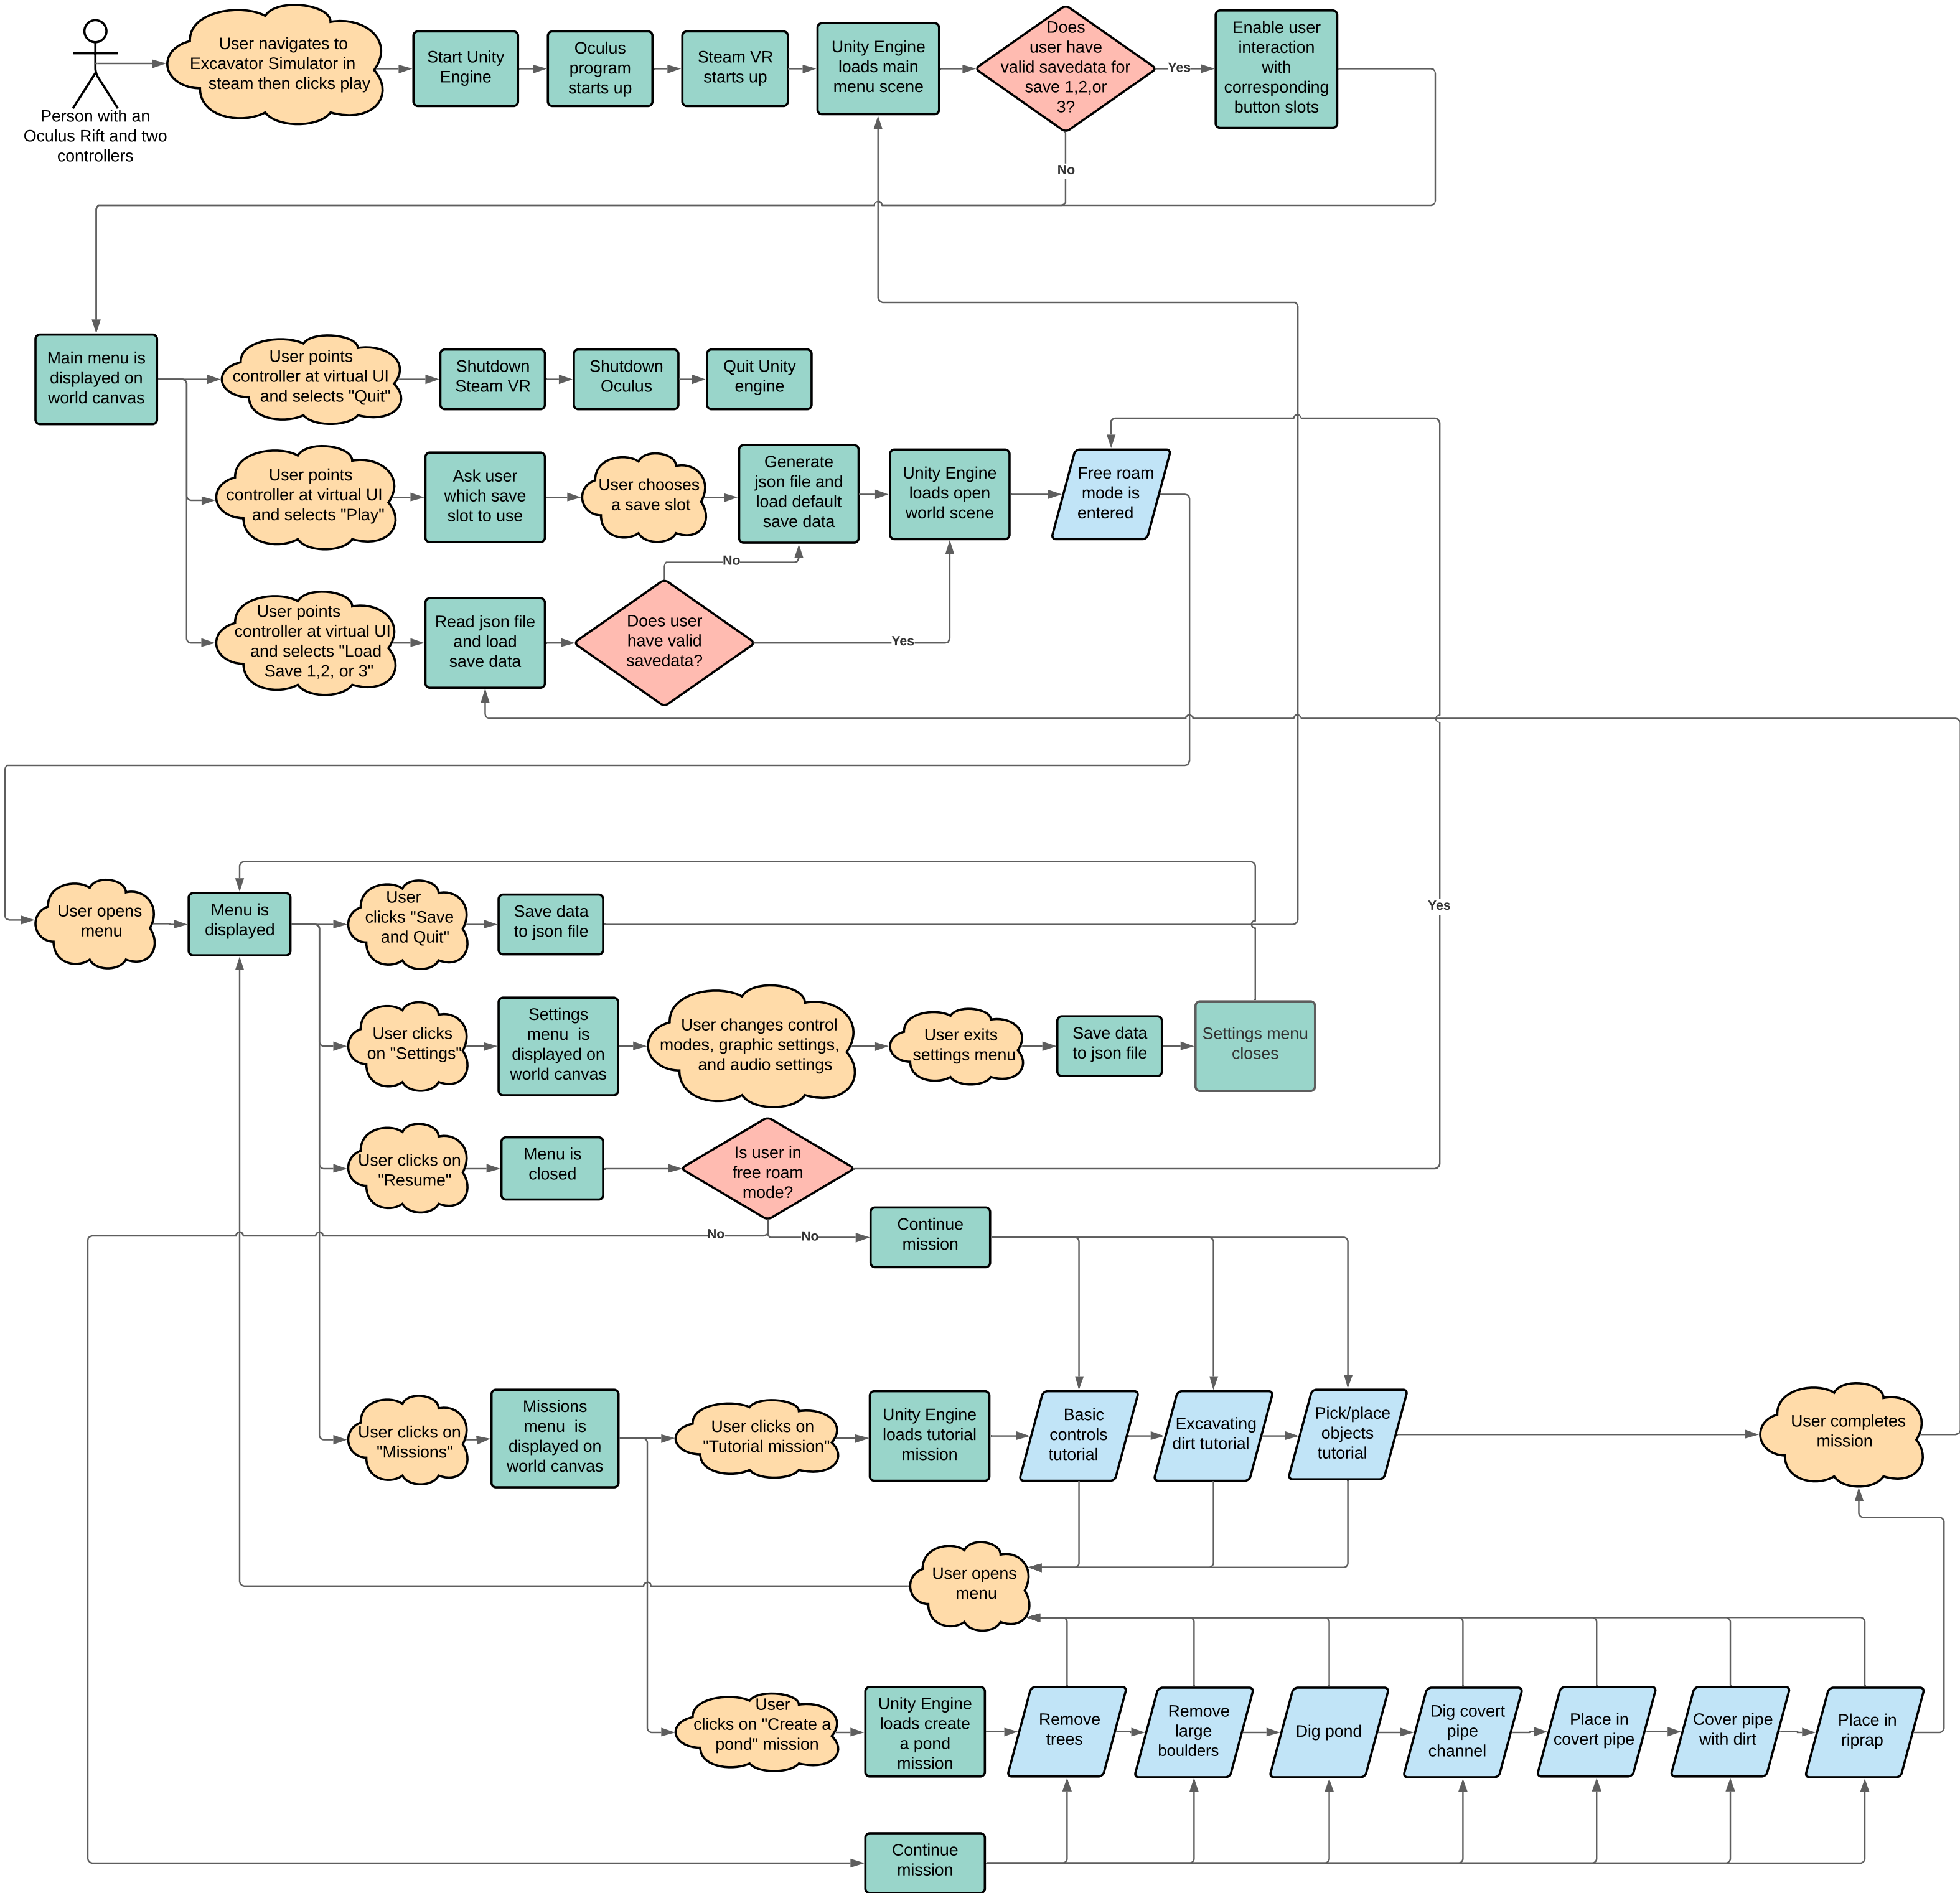 Person with an
Oculus Rift and two
controllers
User navigates to
Excavator Simulator in
steam then clicks play
Start Unity
Engine
Oculus
program
starts up
Steam VR
starts up
Unity Engine
loads main
menu scene
Does
user have
valid savedata for
save 1,2,or
3?
Yes
No
Enable user
interaction
with
corresponding
button slots
Main menu is
displayed on
world canvas
User points
controller at virtual UI
and selects "Quit"
Shutdown
Steam VR
Shutdown
Oculus
Quit Unity
engine
User points
controller at virtual UI
and selects "Play"
Ask user
which save
slot to use
User chooses
a save slot
Generate
json file and
load default
save data
Unity Engine
loads open
world scene
Free roam
mode is
entered
No
User points
controller at virtual UI
and selects "Load
Save 1,2, or 3"
Read json file
and load
save data
Does user
have valid
savedata?
Yes
User opens
menu
Menu is
displayed
User
clicks "Save
and Quit"
Save data
to json file
Yes
User clicks
on "Settings"
Settings
menu  is
displayed on
world canvas
User changes control
modes, graphic settings,
and audio settings
User exits
settings menu
Save data
to json file
Settings menu
closes
User clicks on
"Resume"
Menu is
closed
Is user in
free roam
mode?
No
No
Continue
mission
User clicks on
"Missions"
Missions
menu  is
displayed on
world canvas
User clicks on
"Tutorial mission"
Unity Engine
loads tutorial
mission
Basic
controls
tutorial
Excavating
dirt tutorial
Pick/place
objects
tutorial
User completes
mission
User opens
menu
User
clicks on "Create a
pond" mission
Unity Engine
loads create
a pond
mission
Remove
trees
Remove
large
boulders
Dig pond
Dig covert
pipe
channel
Place in
covert pipe
Cover pipe
with dirt
Place in
riprap
Continue
mission